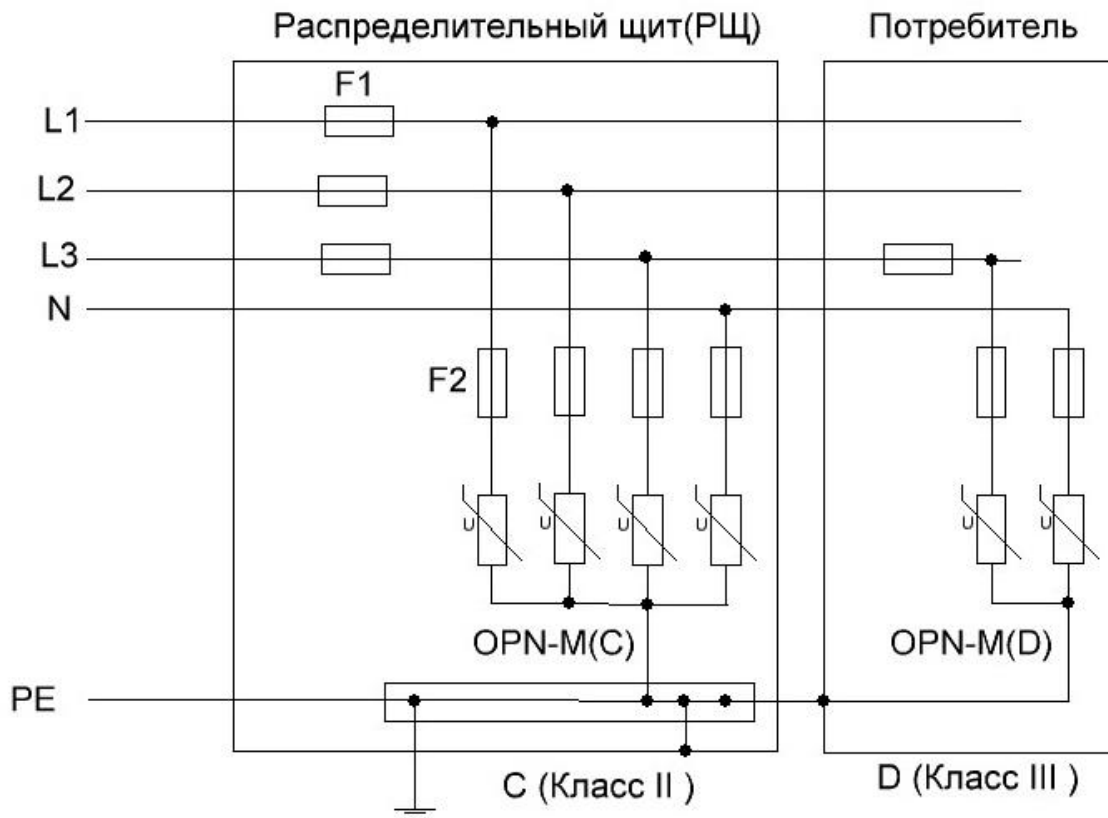 Распределительный щит(РЩ)
Потребитель
F1
L1
L2
L3
N
F2
U
U
U
U
U
U
OPN-M(C)
OPN-M(D)
PE
C (Класс II )
D (Класс III )